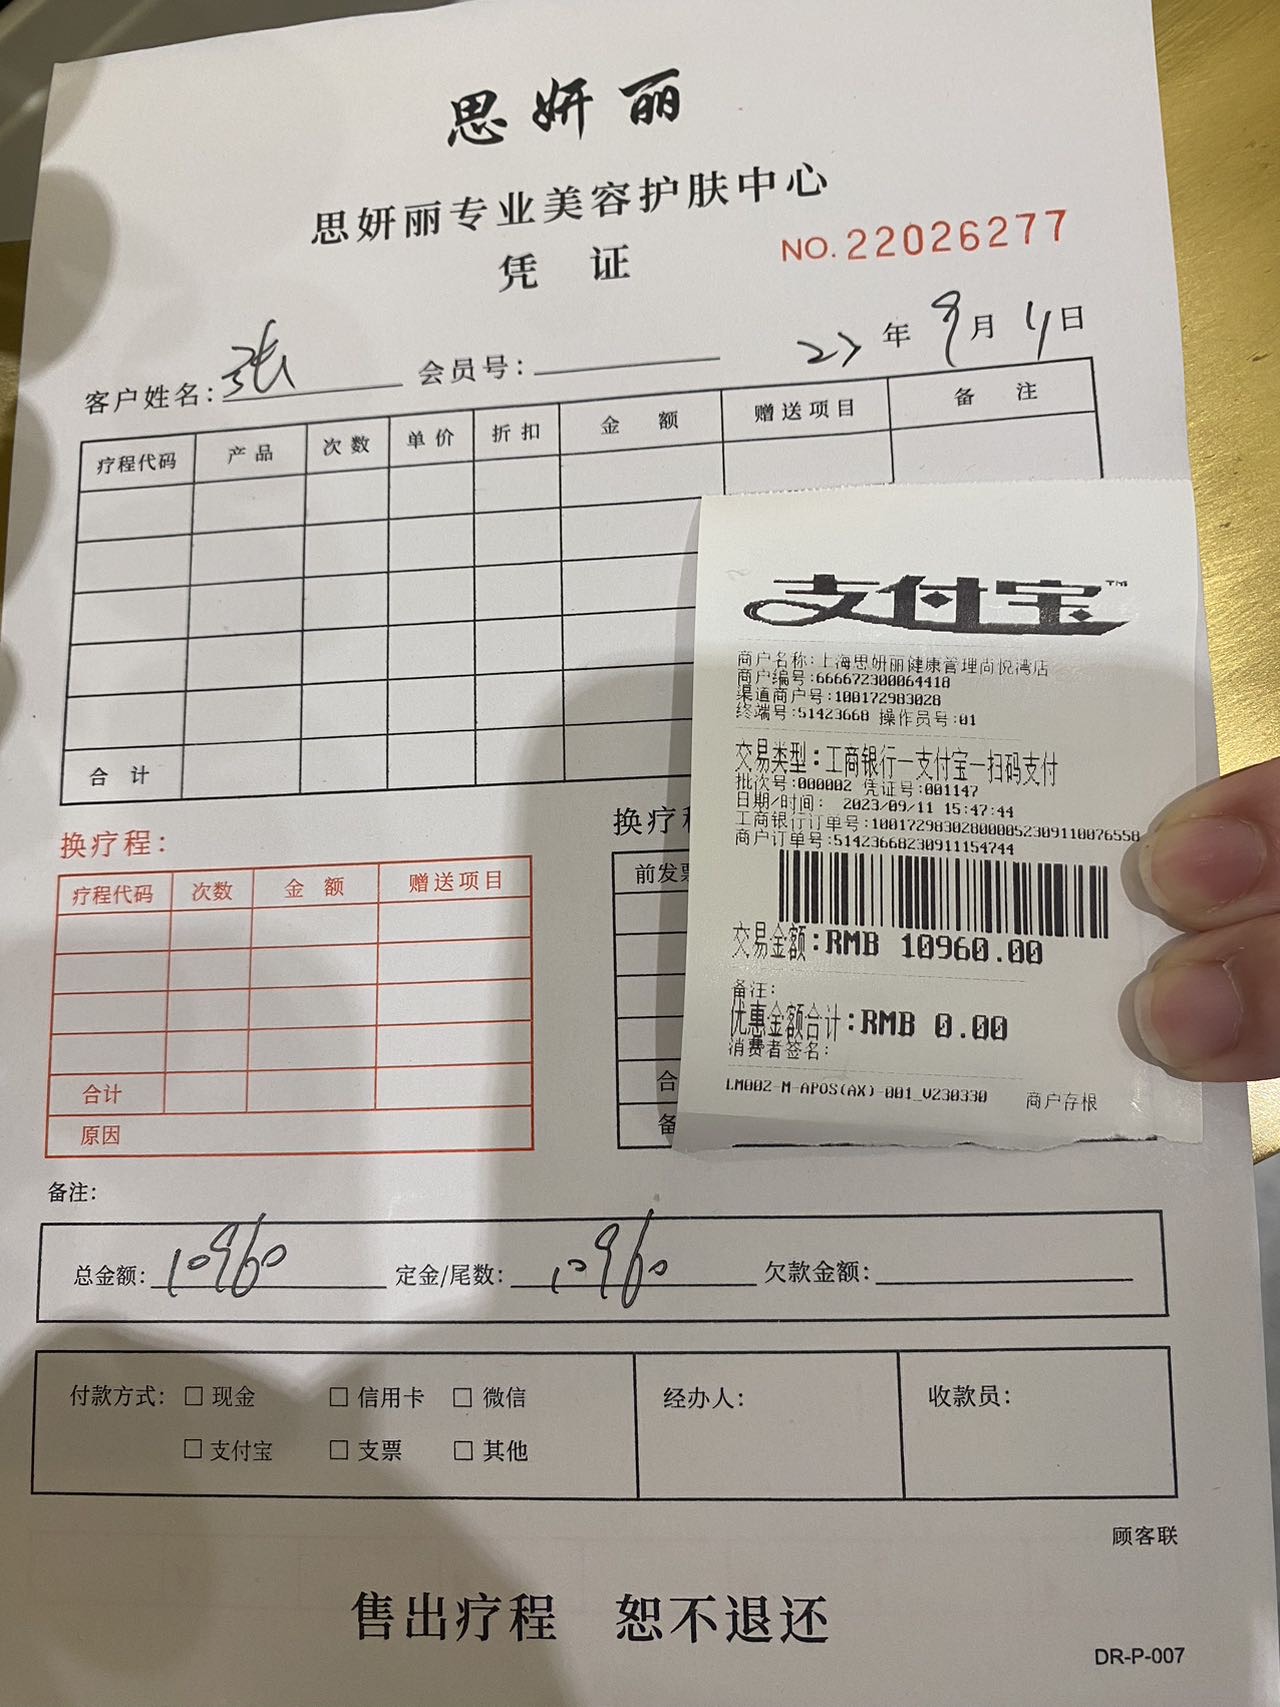 思妍丽
思妍丽专业美容护肤中心
凭 证
NO.22026277
客户姓名：张 会员号：
23 年 9 月 11 日
疗程代码 产品 次数 单价 折扣 金 额 赠送项目 备 注
合 计
换疗程：
疗程代码 次数 金 额 赠送项目
合计
原因
换疗
前发
合
备
支付宝™
商户名称:上海思妍丽健康管理尚悦湾店
商户编号:666672300064418
渠道商户号:100172983028
终端号:51423668 操作员号:01
交易类型：工商银行一支付宝一扫码支付
批次号:000002 凭证号:001147
日期/时间： 2023/09/11 15:47:44
工商银行订单号:10017298302800005230911007­6558
商户订单号:51423668230911154744
交易金额:RMB 10960.00
备注:
优惠金额合计:RMB 0.00
消费者签名:
LM002-M-APOS(AX)-001_V230330 商户存根
备注:
总金额: 10960 定金/尾数: 10960 欠款金额:
付款方式: □ 现金 □ 信用卡 □ 微信
□ 支付宝 □ 支票 □ 其他
经办人:
收款员:
顾客联
售出疗程 恕不退还
DR-P-007